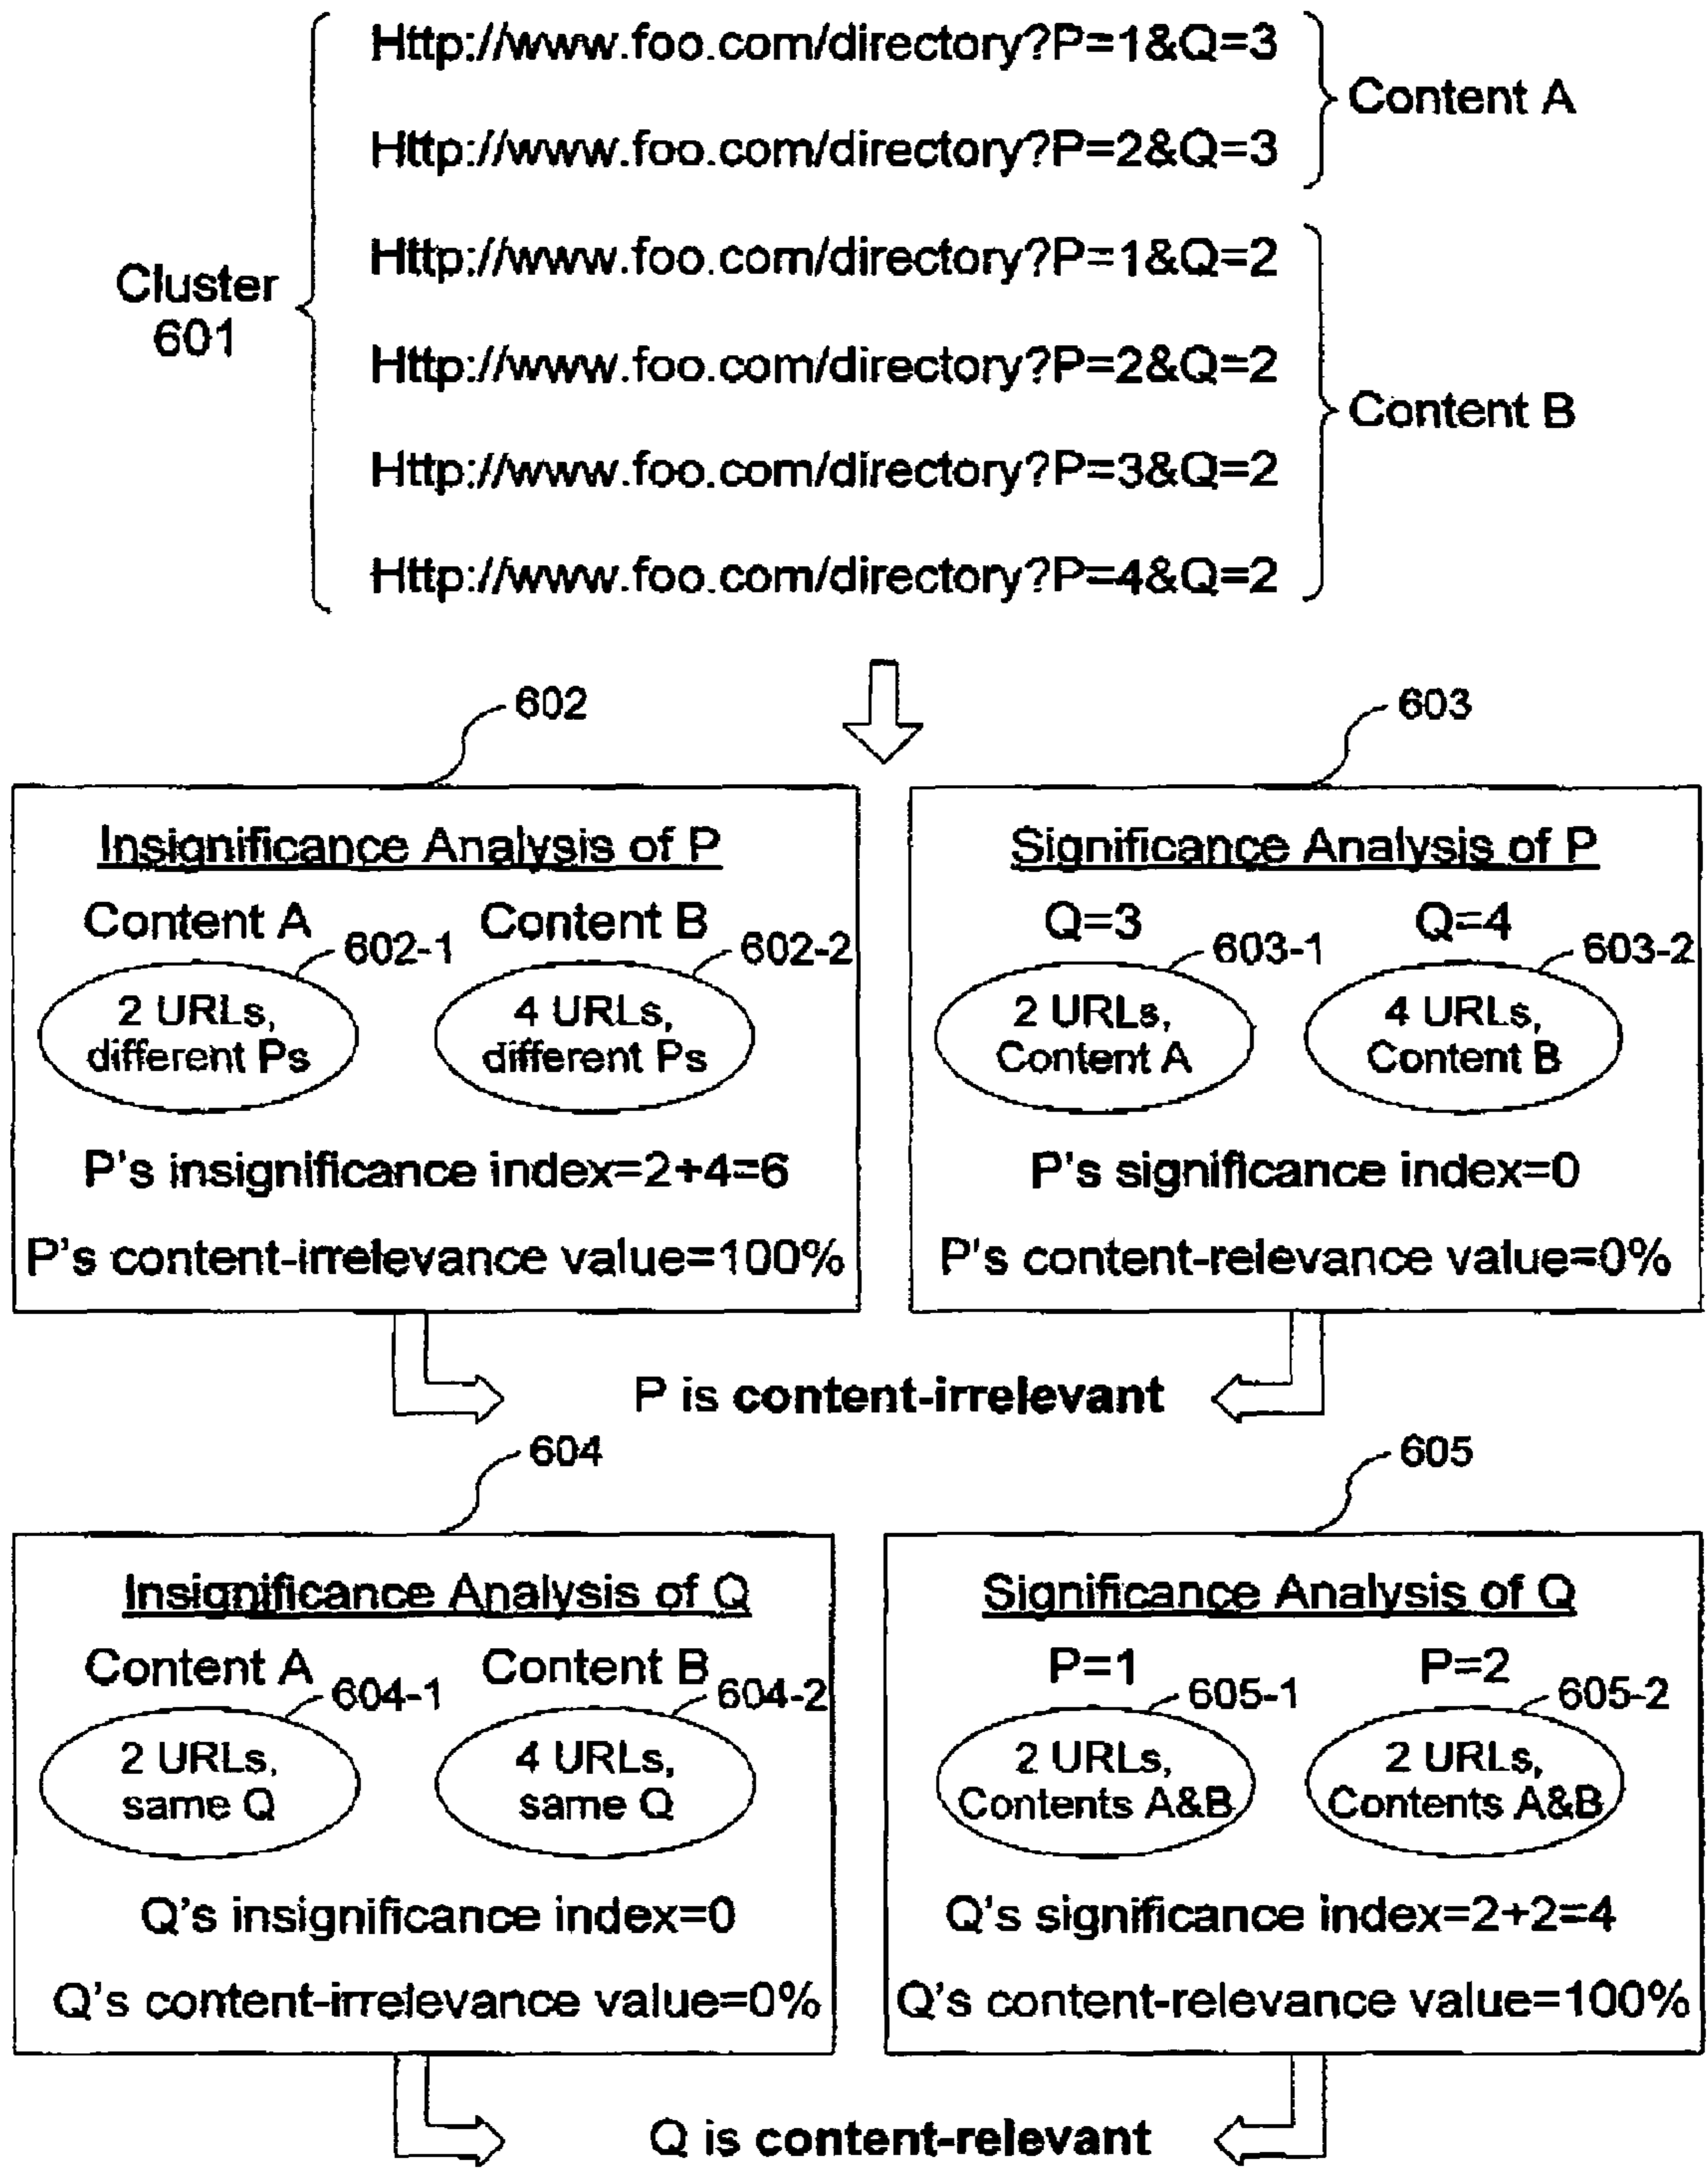 Http://www.foo.com/directory?P=1&Q=3
Content A
Http://www.foo.com/directory?P=2&Q=3
Http://www.foo.com/directory?P=1&Q=2
Cluster
601
Http://www.foo.com/directory?P=2&Q=2
Content B
Http://www.foo.com/directory?P=3&Q=2
Http://www.foo.com/directory?P=4&Q=2
602
603
Insignificance Analysis of P
Content A
Content B
602-1
602-2
2 URLs,
different Ps
4 URLs,
different Ps
P's insignificance index=2+4=6
P's content-irrelevance value=100%
Significance Analysis of P
Q=3
Q=4
603-1
603-2
2 URLs,
Content A
4 URLs,
Content B
P's significance index=0
P's content-relevance value=0%
P is content-irrelevant
604
605
Insignificance Analysis of Q
Content A
Content B
604-1
604-2
2 URLs,
same Q
4 URLs,
same Q
Q's insignificance index=0
Q's content-irrelevance value=0%
Significance Analysis of Q
P=1
P=2
605-1
605-2
2 URLs,
Contents A&B
2 URLs,
Contents A&B
Q's significance index=2+2=4
Q's content-relevance value=100%
Q is content-relevant